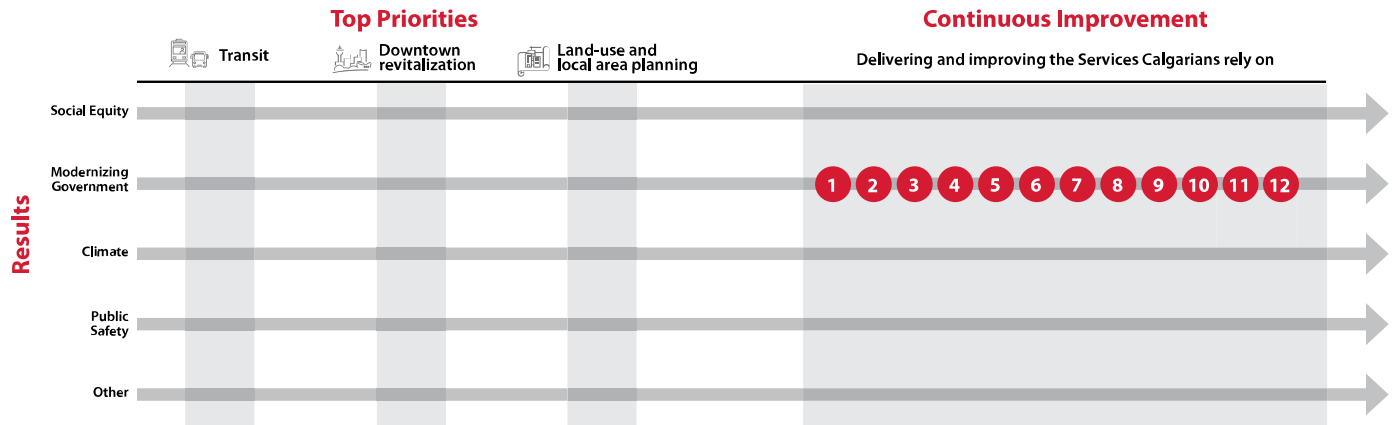 Top Priorities
Continuous Improvement
Transit
Downtown
revitalization
Land-use and
local area planning
Delivering and improving the Services Calgarians rely on
Results
Social Equity
Modernizing
Government
1 2 3 4 5 6 7 8 9 10 11 12
Climate
Public
Safety
Other